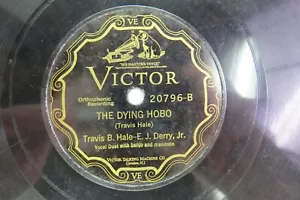 VE
"HIS MASTER'S VOICE"
VICTOR
Orthophonic
Recording
20796-B
THE DYING HOBO
(Travis Hale)
Travis B. Hale-E. J. Derry, Jr.
Vocal Duet with banjo and mandolin
VICTOR TALKING MACHINE CO
Camden, N.J.
VE